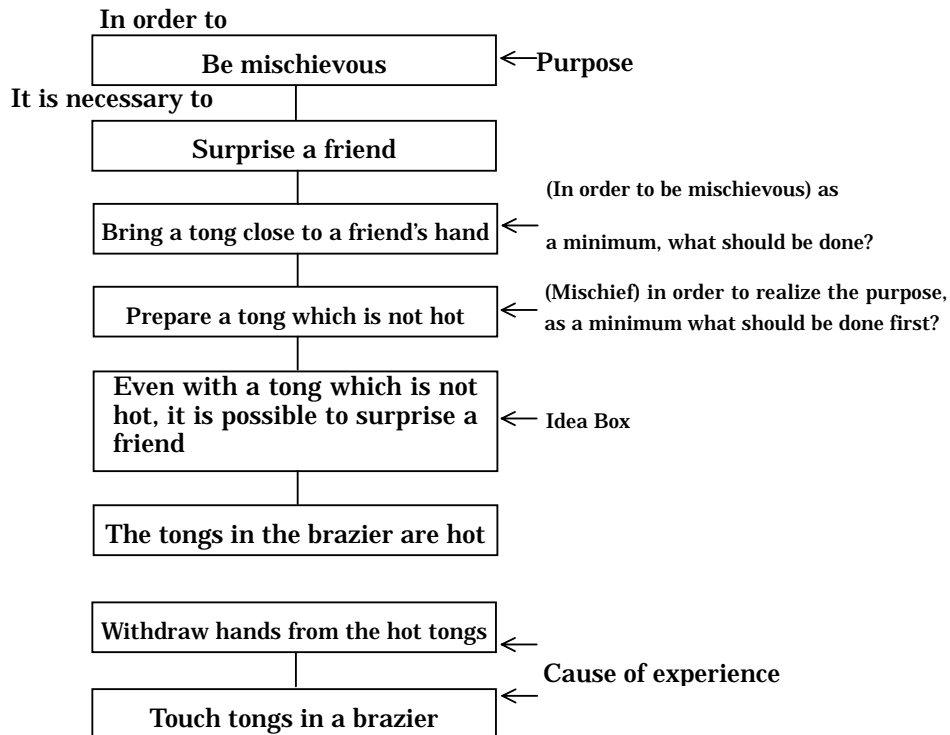 In order to
Be mischievous
Purpose
It is necessary to
Surprise a friend
(In order to be mischievous) as
Bring a tong close to a friend's hand
a minimum, what should be done?
(Mischief) in order to realize the purpose,
Prepare a tong which is not hot
as a minimum what should be done first?
Even with a tong which is not
hot, it is possible to surprise a
friend
Idea Box
The tongs in the brazier are hot
Withdraw hands from the hot tongs
Cause of experience
Touch tongs in a brazier